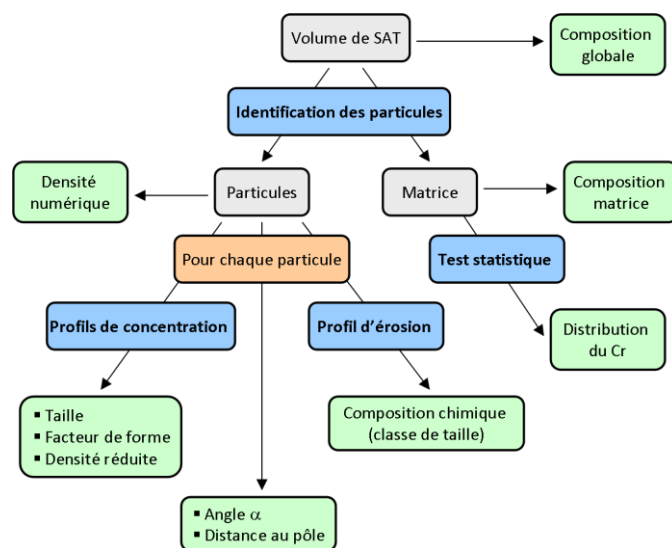 Volume de SAT
Composition
globale
Identification des particules
Densité
numérique
Particules
Matrice
Composition
matrice
Pour chaque particule
Test statistique
Profils de concentration
Profil d’érosion
Distribution
du Cr
▪ Taille
▪ Facteur de forme
▪ Densité réduite
Composition chimique
(classe de taille)
▪ Angle α
▪ Distance au pôle